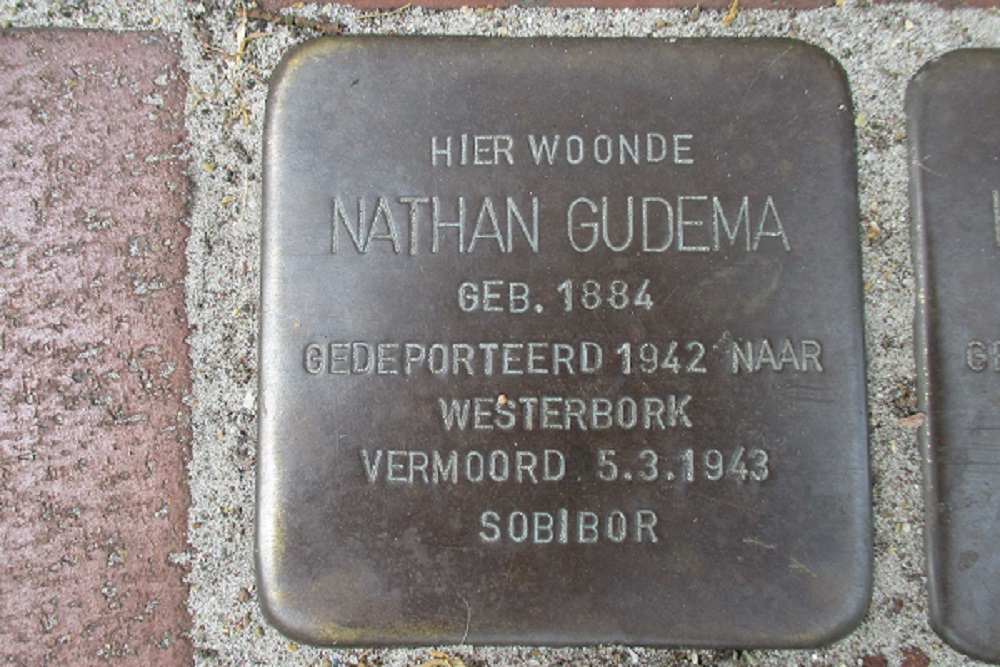 HIER WOONDE
NATHAN GUDEMA
GEB. 1884
GEDEPORTEERD 1942 NAAR
WESTERBORK
VERMOORD 5.3.1943
SOBIBOR